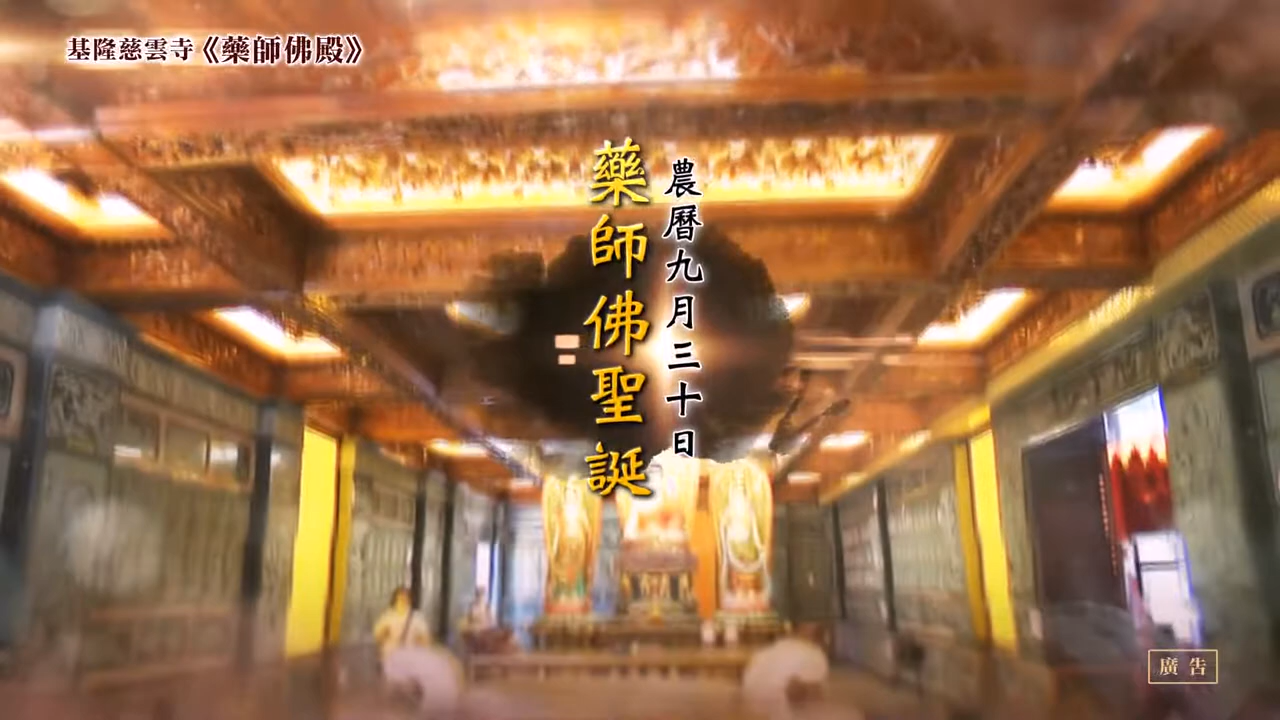 基隆慈雲寺《藥師佛殿》
農曆九月三十日
藥師佛聖誕
廣告